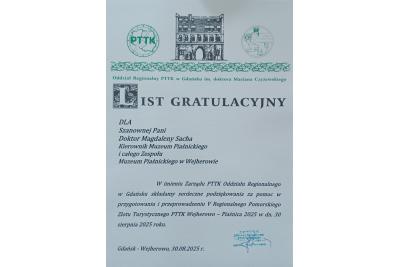 PTTK
Oddział Regionalny PTTK w Gdańsku im. doktora Mariana Czyżewskiego
LIST GRATULACYJNY
DLA
Szanownej Pani
Doktor Magdaleny Sacha
Kierownik Muzeum Piaśnickiego
i całego Zespołu
Muzeum Piaśnickiego w Wejherowie
W imieniu Zarządu PTTK Oddziału Regionalnego
w Gdańsku składamy serdeczne podziękowania za pomoc w
przygotowaniu i przeprowadzeniu V Regionalnego Pomorskiego
Zlotu Turystycznego PTTK Wejherowo – Piaśnica 2025 w dn. 30
sierpnia 2025 roku.
Gdańsk - Wejherowo, 30.08.2025 r.